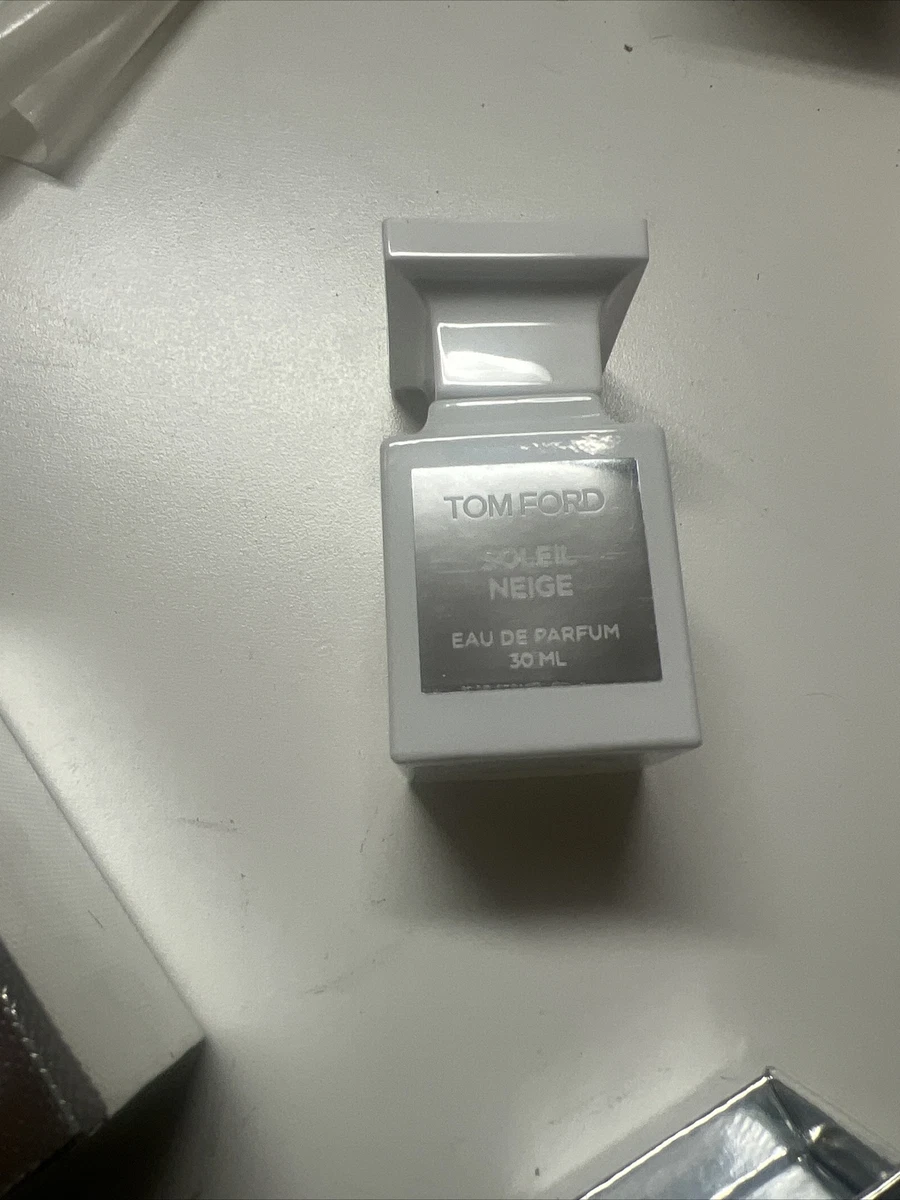 TOM FORD
SOLEIL
NEIGE
EAU DE PARFUM
30 ML